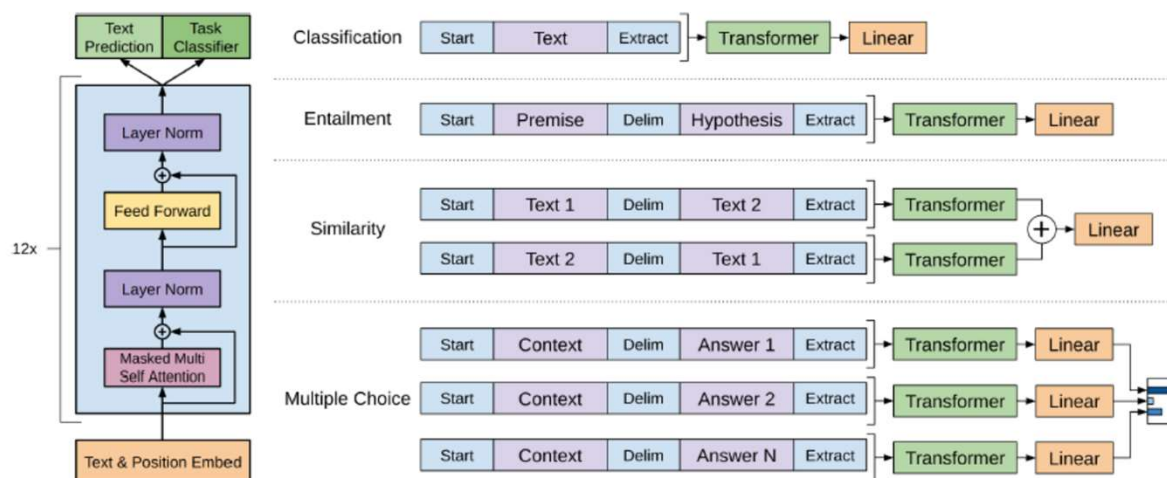 Text
Prediction
Task
Classifier
Layer Norm
Feed Forward
12x
Layer Norm
Masked Multi
Self Attention
Text & Position Embed
Classification Start Text Extract Transformer Linear
Entailment Start Premise Delim Hypothesis Extract Transformer Linear
Similarity
Start Text 1 Delim Text 2 Extract Transformer
+ Linear
Start Text 2 Delim Text 1 Extract Transformer
Start Context Delim Answer 1 Extract Transformer Linear
Multiple Choice Start Context Delim Answer 2 Extract Transformer Linear
Start Context Delim Answer N Extract Transformer Linear